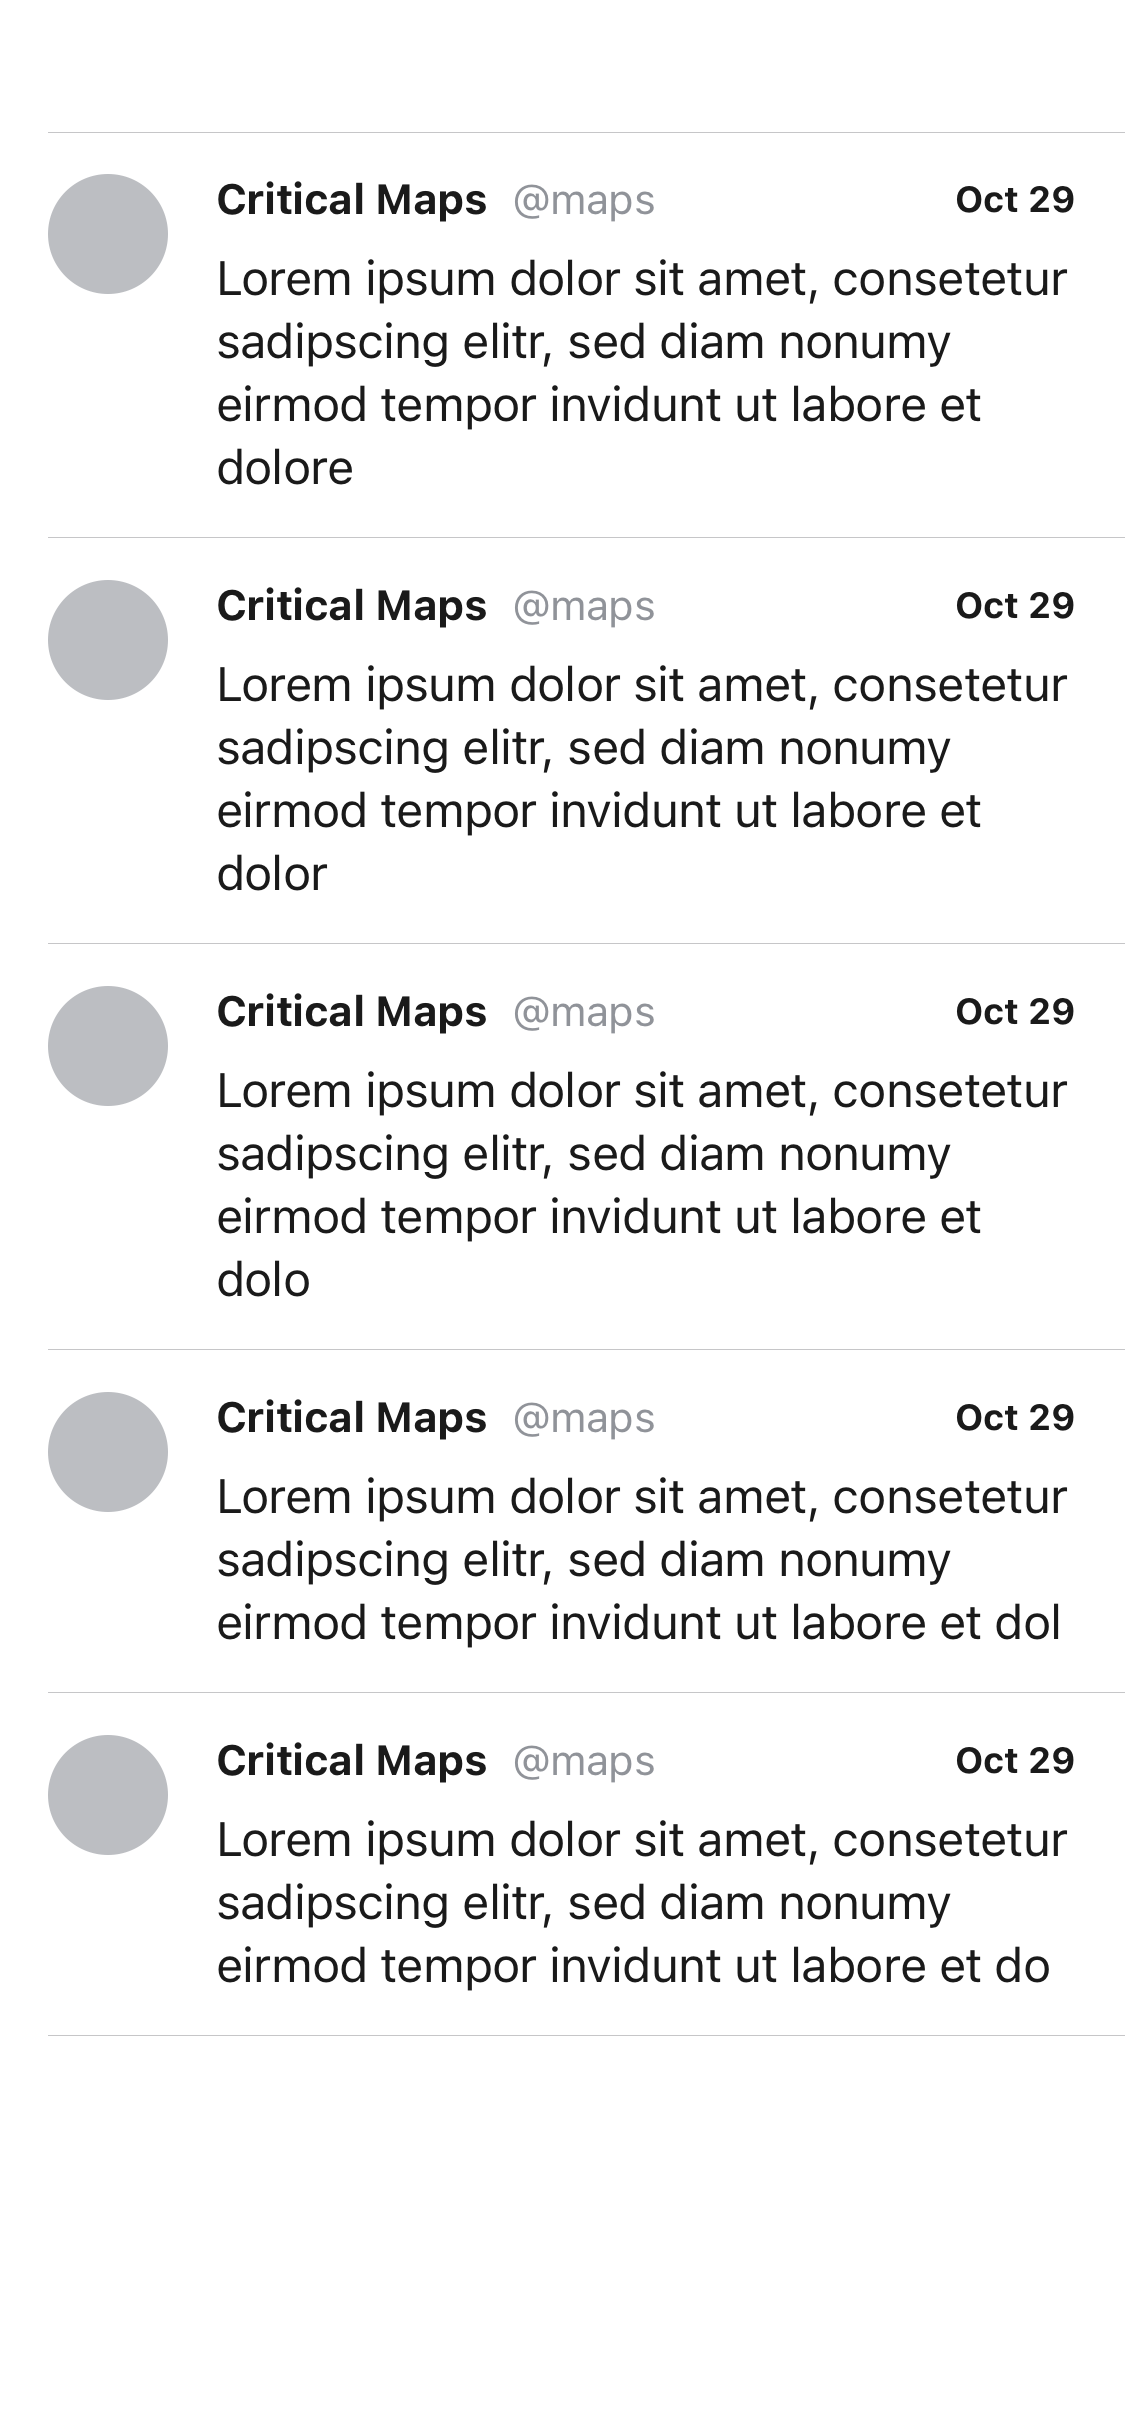 Critical Maps @maps Oct 29
Lorem ipsum dolor sit amet, consetetur
sadipscing elitr, sed diam nonumy
eirmod tempor invidunt ut labore et
dolore
Critical Maps @maps Oct 29
Lorem ipsum dolor sit amet, consetetur
sadipscing elitr, sed diam nonumy
eirmod tempor invidunt ut labore et
dolor
Critical Maps @maps Oct 29
Lorem ipsum dolor sit amet, consetetur
sadipscing elitr, sed diam nonumy
eirmod tempor invidunt ut labore et
dolo
Critical Maps @maps Oct 29
Lorem ipsum dolor sit amet, consetetur
sadipscing elitr, sed diam nonumy
eirmod tempor invidunt ut labore et dol
Critical Maps @maps Oct 29
Lorem ipsum dolor sit amet, consetetur
sadipscing elitr, sed diam nonumy
eirmod tempor invidunt ut labore et do